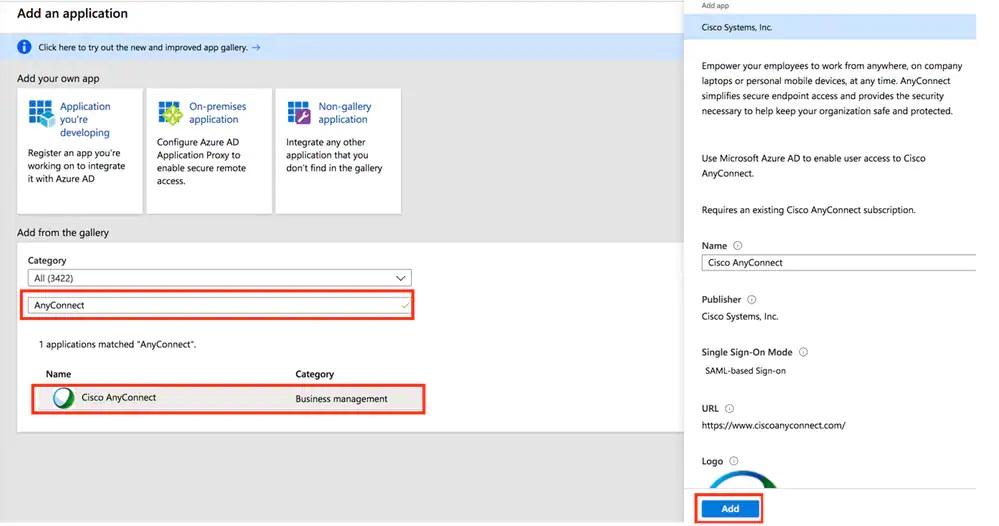 Add an application
Click here to try out the new and improved app gallery. →
Add your own app
Application
you're
developing
Register an app you're
working on to integrate
it with Azure AD
On-premises
application
Configure Azure AD
Application Proxy to
enable secure remote
access.
Non-gallery
application
Integrate any other
application that you
don't find in the gallery
Add from the gallery
Category
All (3422)
AnyConnect
1 applications matched "AnyConnect".
Name Category
Cisco AnyConnect Business management
Add app
Cisco Systems, Inc.
Empower your employees to work from anywhere, on company
laptops or personal mobile devices, at any time. AnyConnect
simplifies secure endpoint access and provides the security
necessary to help keep your organization safe and protected.
Use Microsoft Azure AD to enable user access to Cisco
AnyConnect.
Requires an existing Cisco AnyConnect subscription.
Name
Cisco AnyConnect
Publisher
Cisco Systems, Inc.
Single Sign-On Mode
SAML-based Sign-on
URL
https://www.ciscoanyconnect.com/
Logo
Add